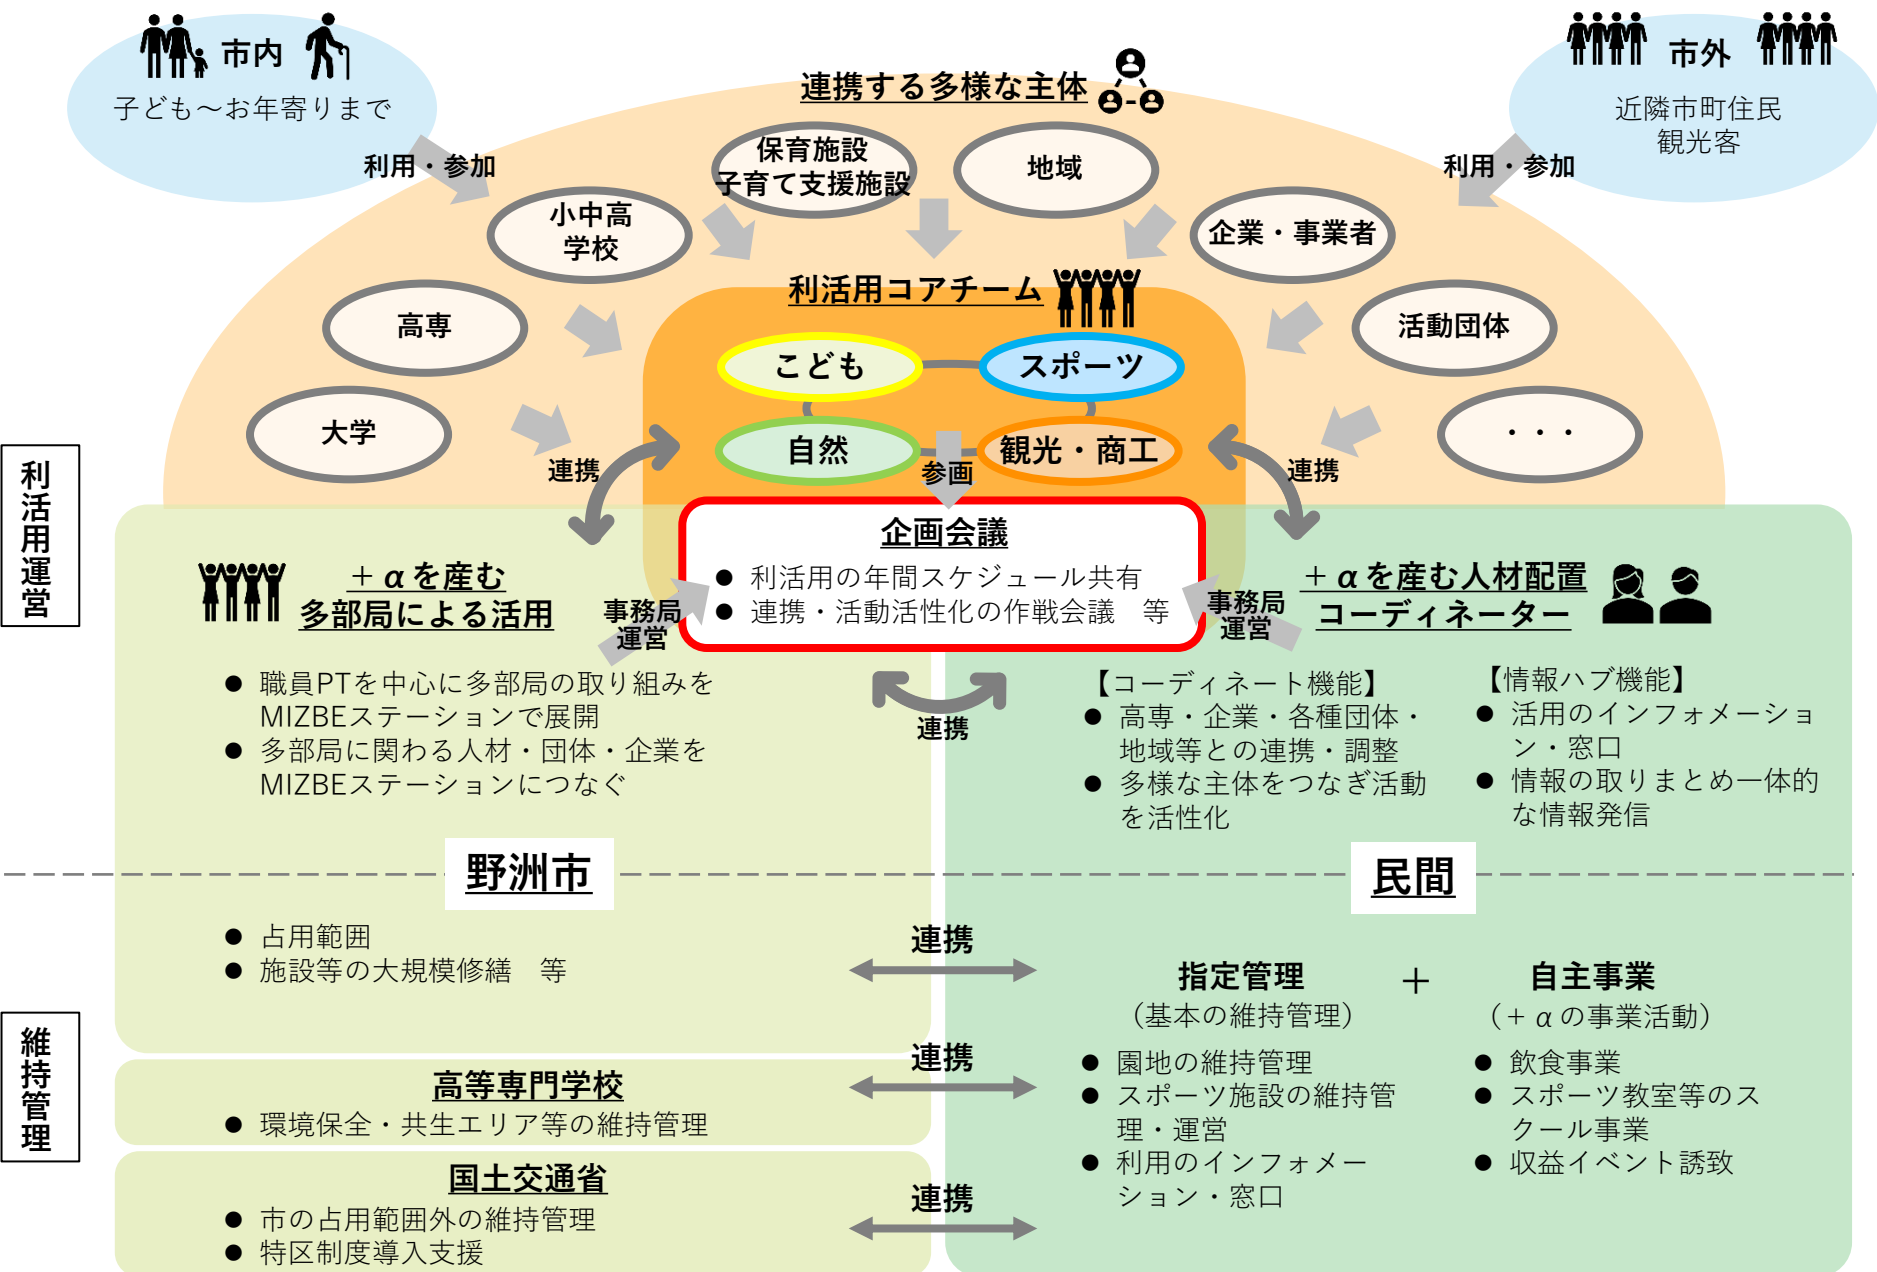 市内
子ども～お年寄りまで
市外
近隣市町住民
観光客
利用・参加
利用・参加
連携する多様な主体
保育施設
子育て支援施設
地域
小中高
学校
企業・事業者
高専
活動団体
大学
・・・
利活用コアチーム
こども
スポーツ
自然
観光・商工
参画
連携
連携
利活用運営
企画会議
● 利活用の年間スケジュール共有
● 連携・活動活性化の作戦会議　等
事務局
運営
事務局
運営
＋αを産む
多部局による活用
● 職員PTを中心に多部局の取り組みを
MIZBEステーションで展開
● 多部局に関わる人材・団体・企業を
MIZBEステーションにつなぐ
連携
＋αを産む人材配置
コーディネーター
【コーディネート機能】
● 高専・企業・各種団体・
地域等との連携・調整
● 多様な主体をつなぎ活動
を活性化
【情報ハブ機能】
● 活用のインフォメーショ
ン・窓口
● 情報の取りまとめ一体的
な情報発信
野洲市
民間
維持管理
● 占用範囲
● 施設等の大規模修繕　等
連携
高等専門学校
● 環境保全・共生エリア等の維持管理
連携
国土交通省
● 市の占用範囲外の維持管理
● 特区制度導入支援
連携
指定管理
（基本の維持管理）
● 園地の維持管理
● スポーツ施設の維持管
理・運営
● 利用のインフォメー
ション・窓口
＋
自主事業
（＋αの事業活動）
● 飲食事業
● スポーツ教室等のス
クール事業
● 収益イベント誘致